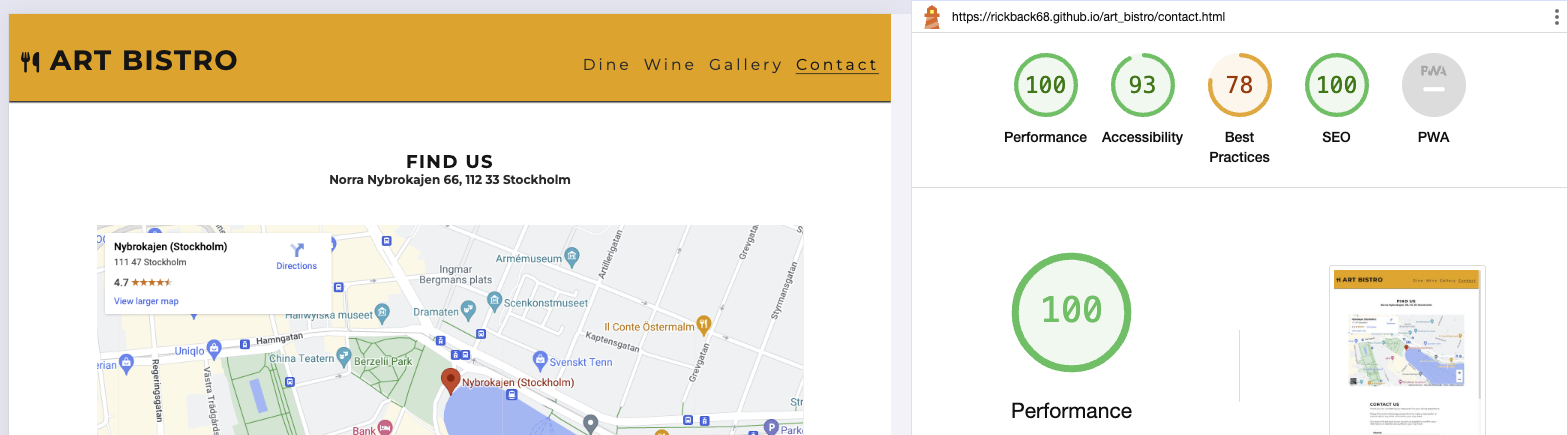 ART BISTRO
Dine Wine Gallery Contact
FIND US
Norra Nybrokajen 66, 112 33 Stockholm
Nybrokajen (Stockholm)
111 47 Stockholm
Directions
4.7
View larger map
Armémuseum
Artillerigatan
Grevgatan
Styrmansgatan
Ingmar
Bergmans plats
Scenkonstmuseet
Hallwylska museet
Dramaten
Il Conte Östermalm
Kaptensgatan
Uniqlo
Hamngatan
China Teatern
Berzelii Park
Svenskt Tenn
Grevgatan
Regeringsgatan
Västra Trädgårds
Nybrokajen (Stockholm)
Bank
https://rickback68.github.io/art_bistro/contact.html
100
93
78
100
PWA
Performance
Accessibility
Best
Practices
SEO
PWA
100
Performance
ART BISTRO
Dine Wine Gallery Contact
FIND US
CONTACT US